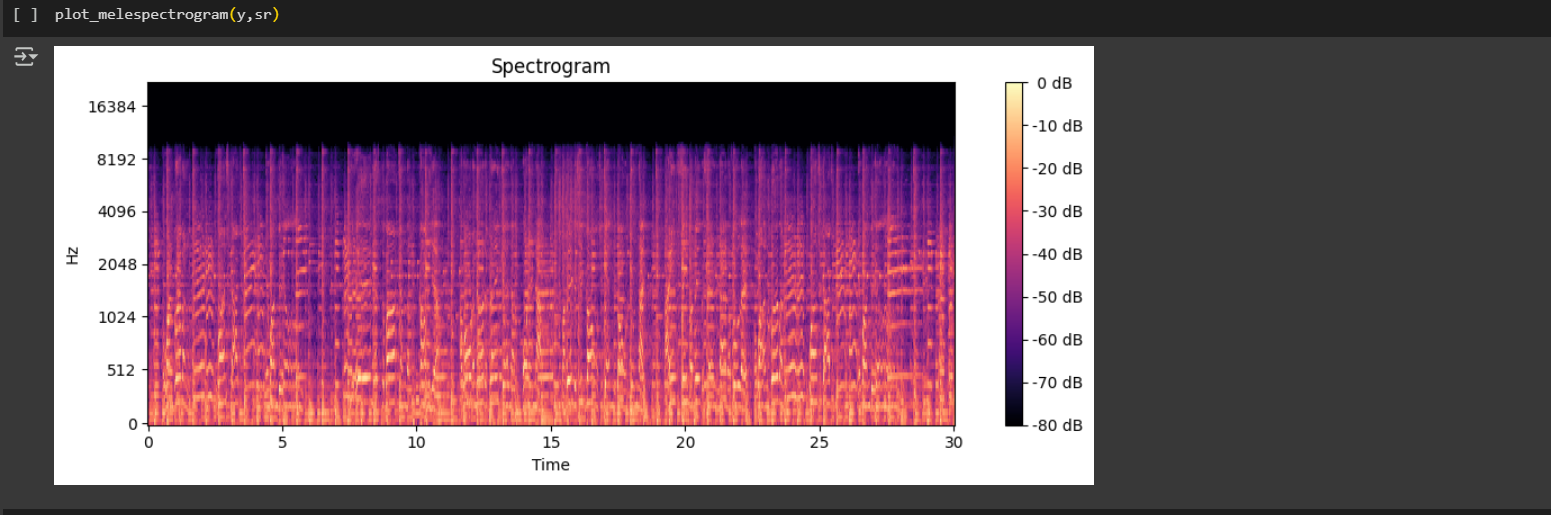 [ ] plot_melespectrogram(y,sr)
Spectrogram
Hz
16384
8192
4096
2048
1024
512
0
0 5 10 15 20 25 30
Time
0 dB
-10 dB
-20 dB
-30 dB
-40 dB
-50 dB
-60 dB
-70 dB
-80 dB